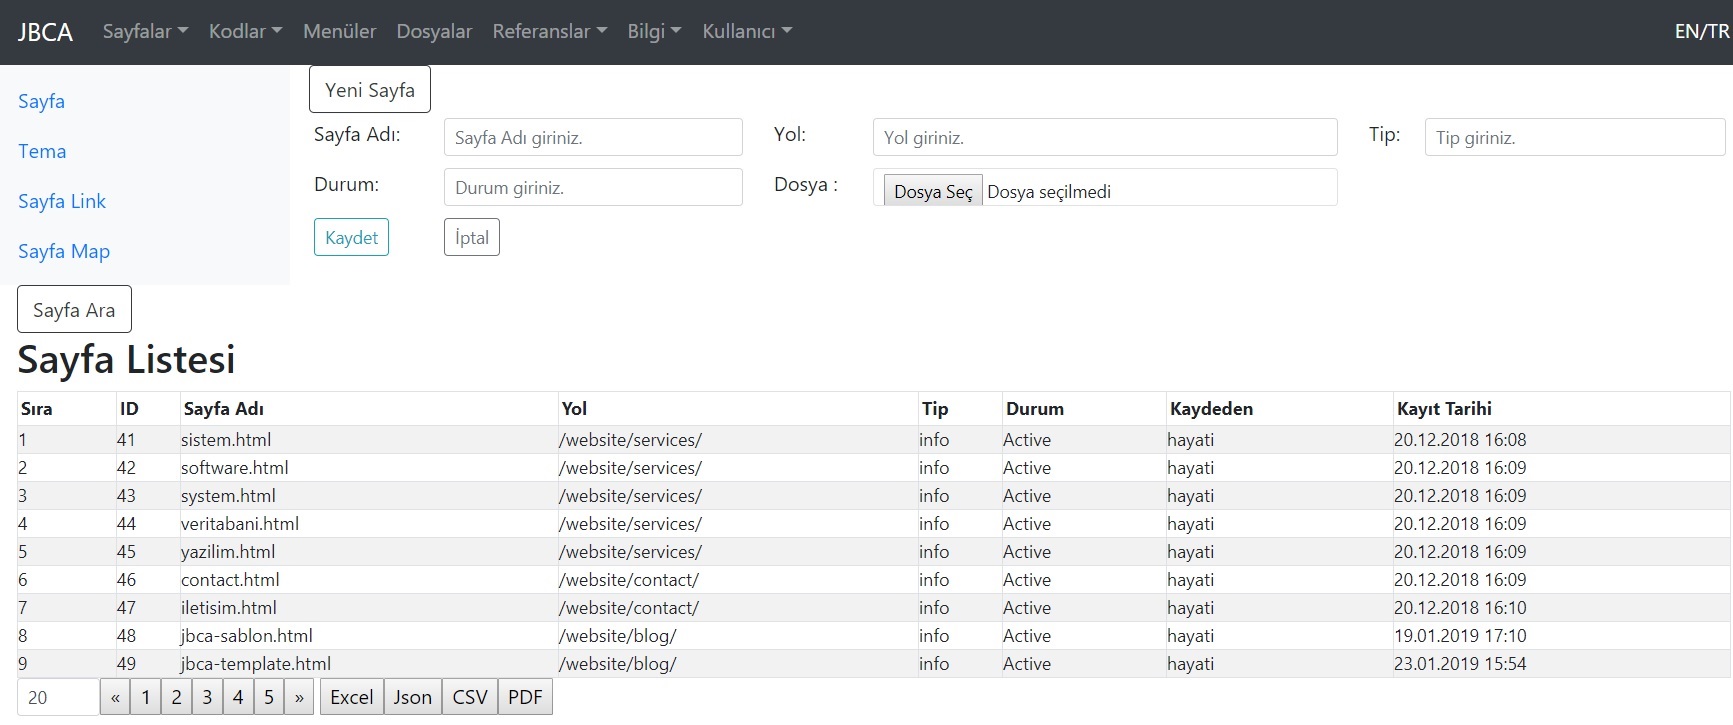 JBCA Sayfalar Kodlar Menüler Dosyalar Referanslar Bilgi Kullanıcı EN/TR
Sayfa
Tema
Sayfa Link
Sayfa Map
Yeni Sayfa
Sayfa Adı: Sayfa Adı giriniz. Yol: Yol giriniz. Tip: Tip giriniz.
Durum: Durum giriniz. Dosya : Dosya Seç Dosya seçilmedi
Kaydet İptal
Sayfa Ara
Sayfa Listesi
Sıra ID Sayfa Adı Yol Tip Durum Kaydeden Kayıt Tarihi
1 41 sistem.html /website/services/ info Active hayati 20.12.2018 16:08
2 42 software.html /website/services/ info Active hayati 20.12.2018 16:09
3 43 system.html /website/services/ info Active hayati 20.12.2018 16:09
4 44 veritabani.html /website/services/ info Active hayati 20.12.2018 16:09
5 45 yazilim.html /website/services/ info Active hayati 20.12.2018 16:09
6 46 contact.html /website/contact/ info Active hayati 20.12.2018 16:09
7 47 iletisim.html /website/contact/ info Active hayati 20.12.2018 16:10
8 48 jbca-sablon.html /website/blog/ info Active hayati 19.01.2019 17:10
9 49 jbca-template.html /website/blog/ info Active hayati 23.01.2019 15:54
20 « 1 2 3 4 5 » Excel Json CSV PDF